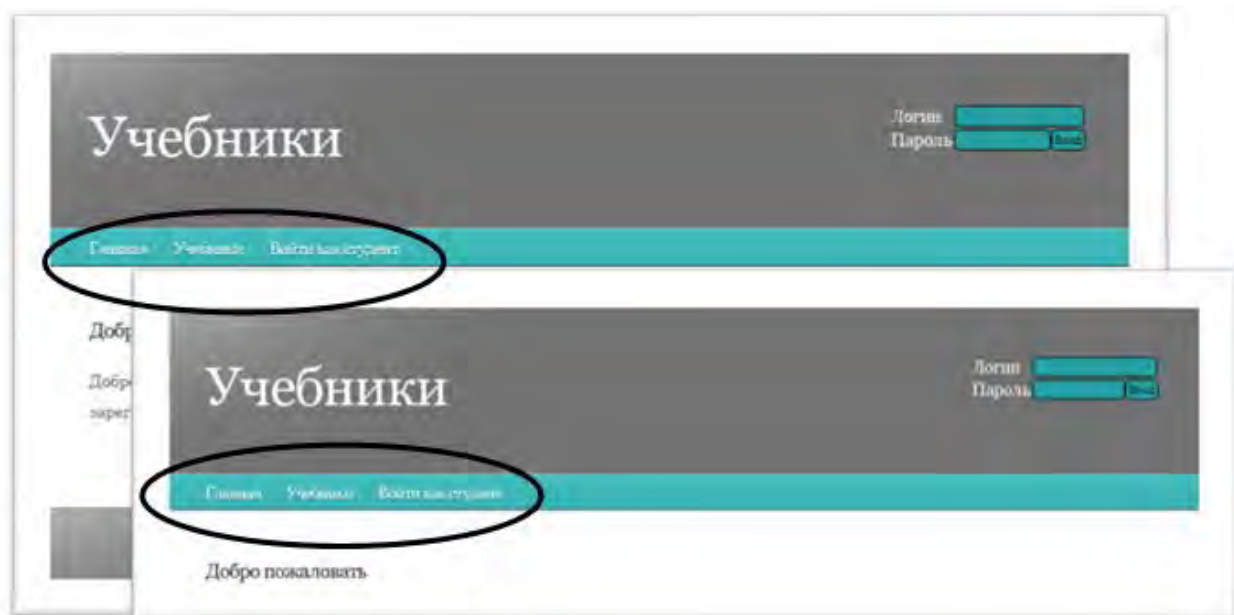 Учебники
Логин
Пароль
Главная Учебники Войти как студент
Добр
Добро
зарег
Учебники
Логин
Пароль
Главная Учебники Войти как студент
Добро пожаловать